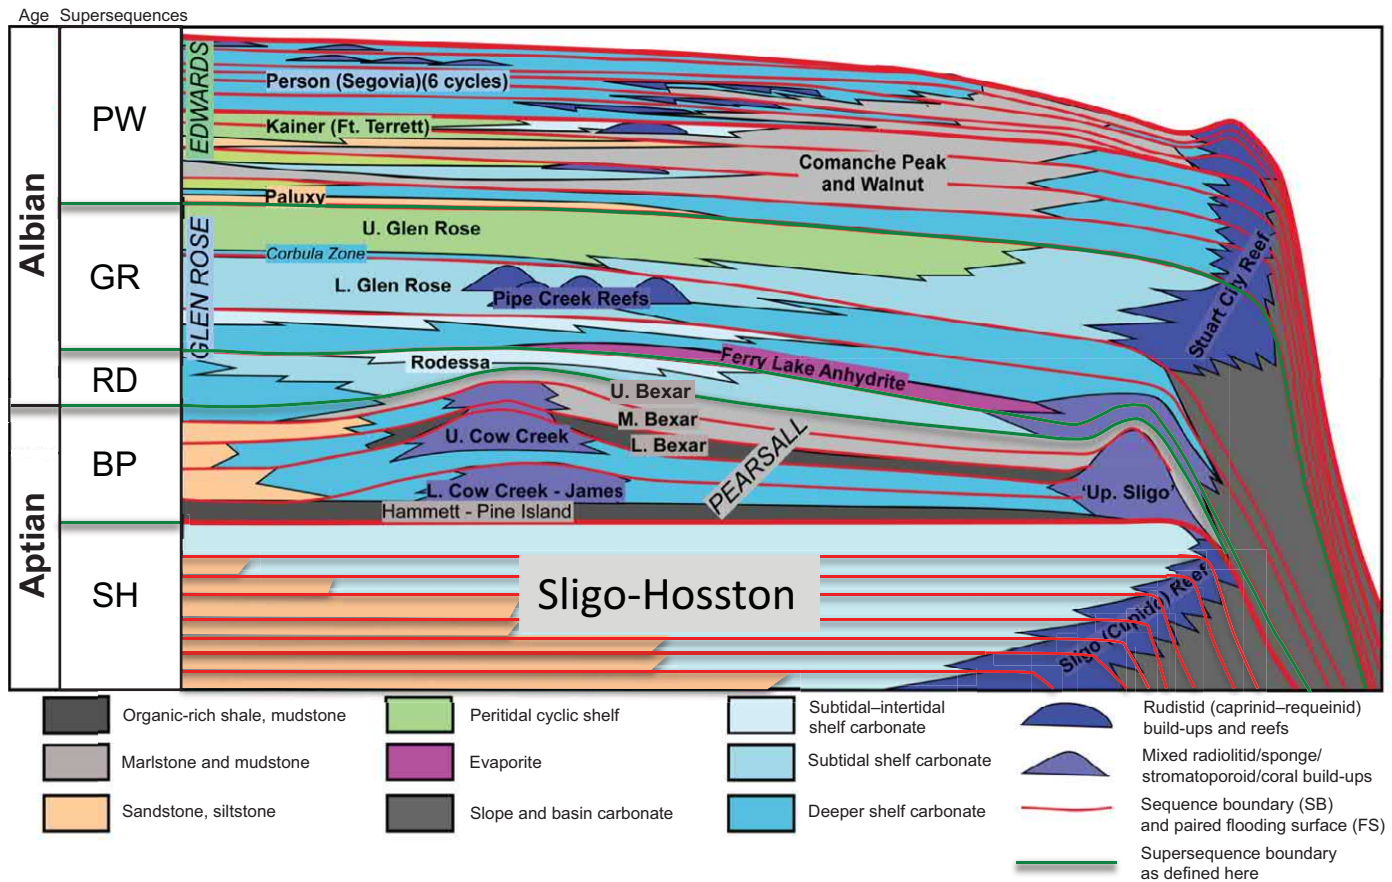 Age Supersequences
PW
GR
RD
BP
SH
Albian
Aptian
EDWARDS
GLEN ROSE
Person (Segovia)(6 cycles)
Kainer (Ft. Terrett)
Comanche Peak
and Walnut
Paluxy
U. Glen Rose
Corbula Zone
L. Glen Rose
Pipe Creek Reefs
Stuart City Reef
Rodessa
Ferry Lake Anhydrite
U. Bexar
M. Bexar
L. Bexar
PEARSALL
U. Cow Creek
L. Cow Creek - James
Hammett - Pine Island
'Up. Sligo'
Sligo-Hosston
Sligo (Cupido) Reef
Organic-rich shale, mudstone
Marlstone and mudstone
Sandstone, siltstone
Peritidal cyclic shelf
Evaporite
Slope and basin carbonate
Subtidal–intertidal
shelf carbonate
Subtidal shelf carbonate
Deeper shelf carbonate
Rudistid (caprinid–requeinid)
build-ups and reefs
Mixed radiolitid/sponge/
stromatoporoid/coral build-ups
Sequence boundary (SB)
and paired flooding surface (FS)
Supersequence boundary
as defined here